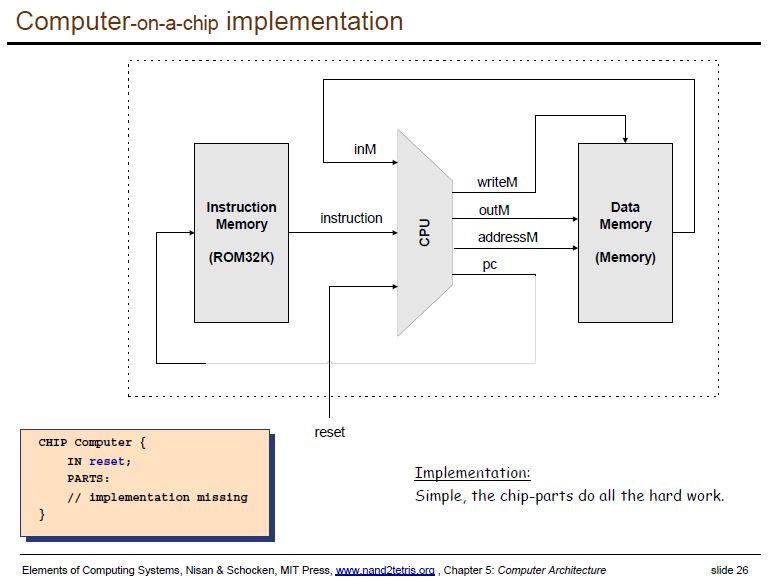 Computer-on-a-chip implementation
inM
writeM
Instruction
Memory
(ROM32K)
instruction
CPU
outM
addressM
pc
Data
Memory
(Memory)
reset
CHIP Computer {
IN reset;
PARTS:
// implementation missing
}
Implementation:
Simple, the chip-parts do all the hard work.
Elements of Computing Systems, Nisan & Schocken, MIT Press, www.nand2tetris.org , Chapter 5: Computer Architecture slide 26